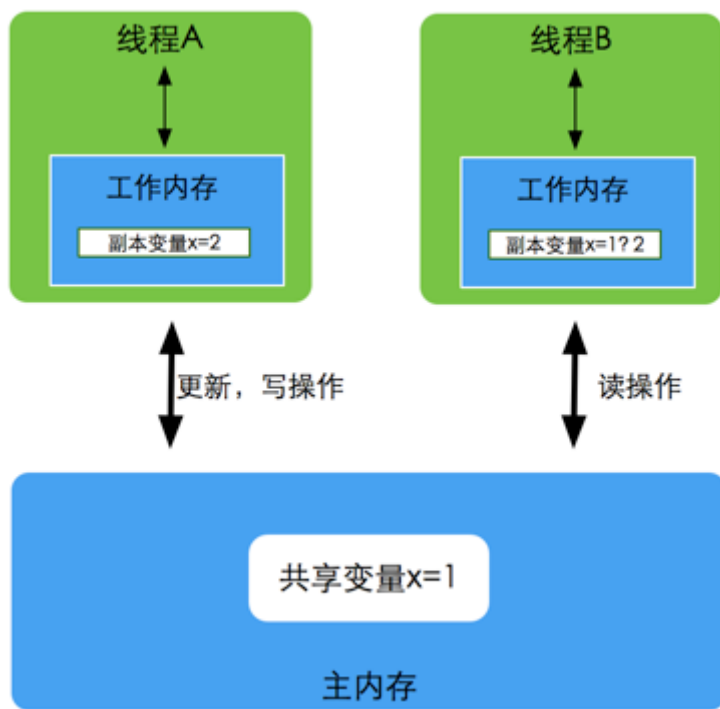 线程A
线程B
工作内存
工作内存
副本变量x=2
副本变量x=1?2
更新，写操作
读操作
共享变量x=1
主内存